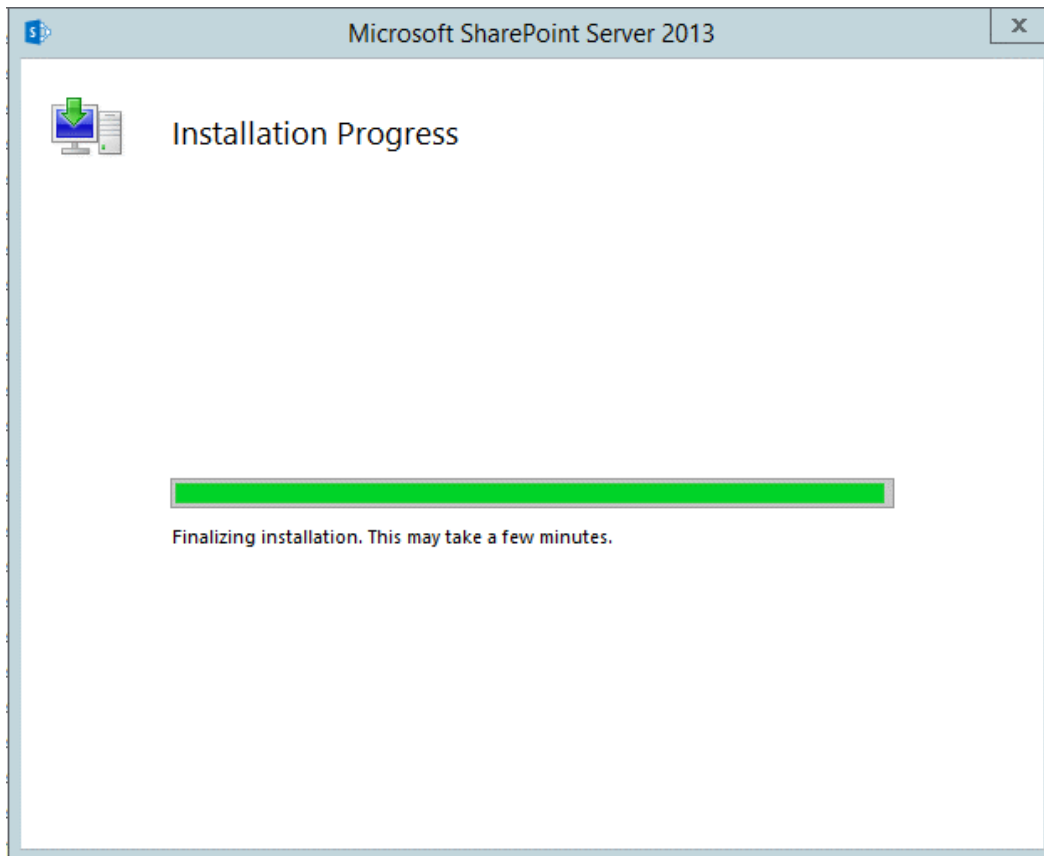 Microsoft SharePoint Server 2013
Installation Progress
Finalizing installation. This may take a few minutes.